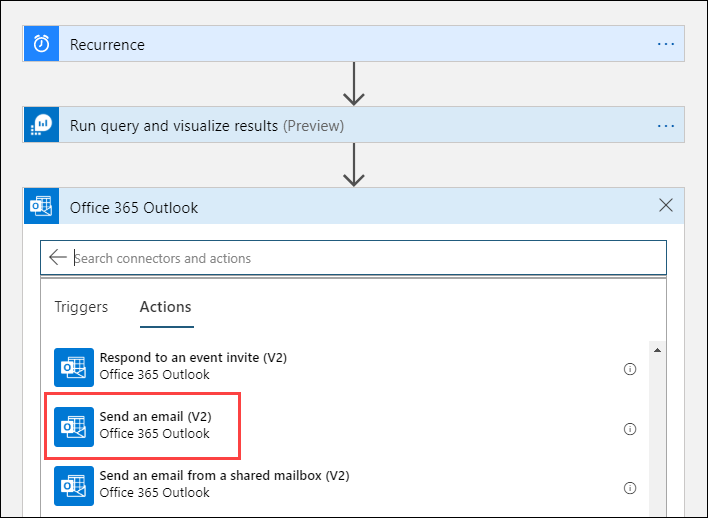 Recurrence
Run query and visualize results (Preview)
Office 365 Outlook
Search connectors and actions
Triggers Actions
Respond to an event invite (V2)
Office 365 Outlook
Send an email (V2)
Office 365 Outlook
Send an email from a shared mailbox (V2)
Office 365 Outlook